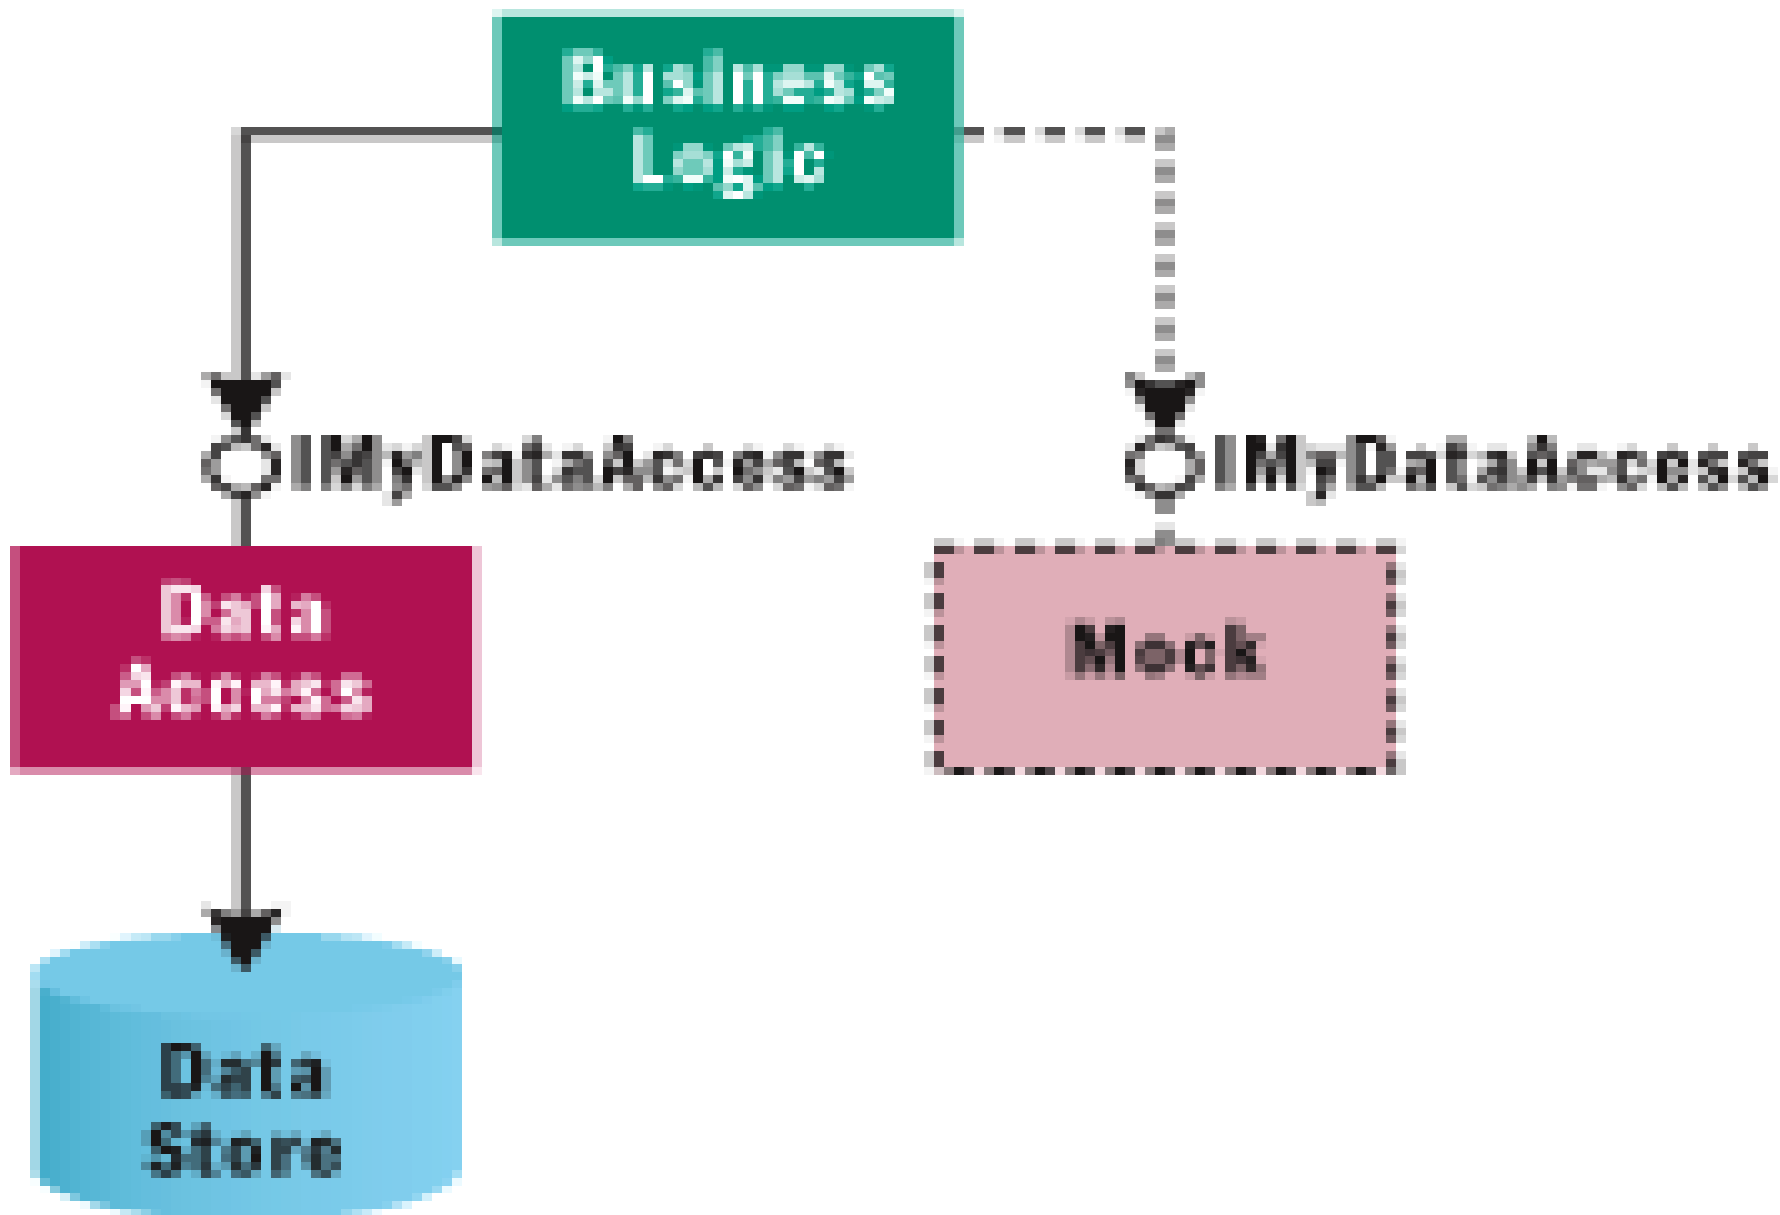 Business
Logic
IMyDataAccess
IMyDataAccess
Data
Access
Mock
Data
Store